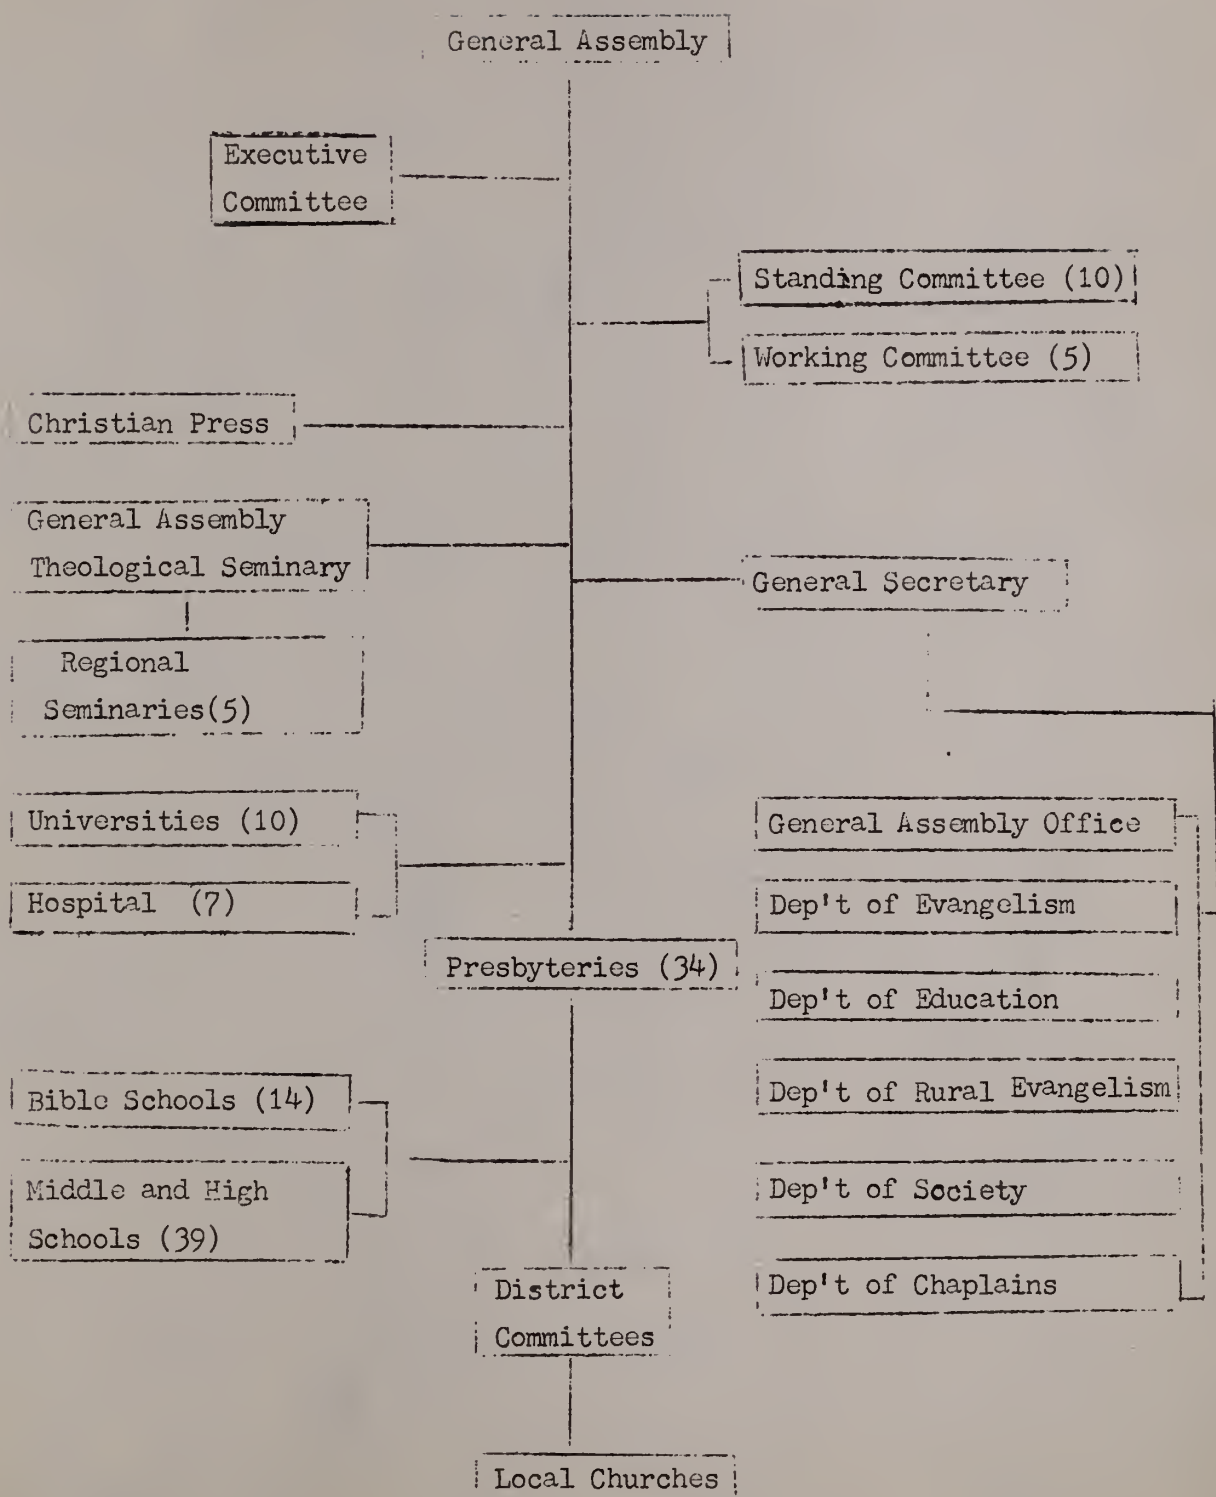 General Assembly
Executive
Committee
Standing Committee (10)
Working Committee (5)
Christian Press
General Assembly
Theological Seminary
General Secretary
Regional
Seminaries(5)
Universities (10)
General Assembly Office
Hospital (7)
Dep't of Evangelism
Presbyteries (34)
Dep't of Education
Bible Schools (14)
Dep't of Rural Evangelism
Middle and High
Schools (39)
Dep't of Society
District
Committees
Dep't of Chaplains
Local Churches